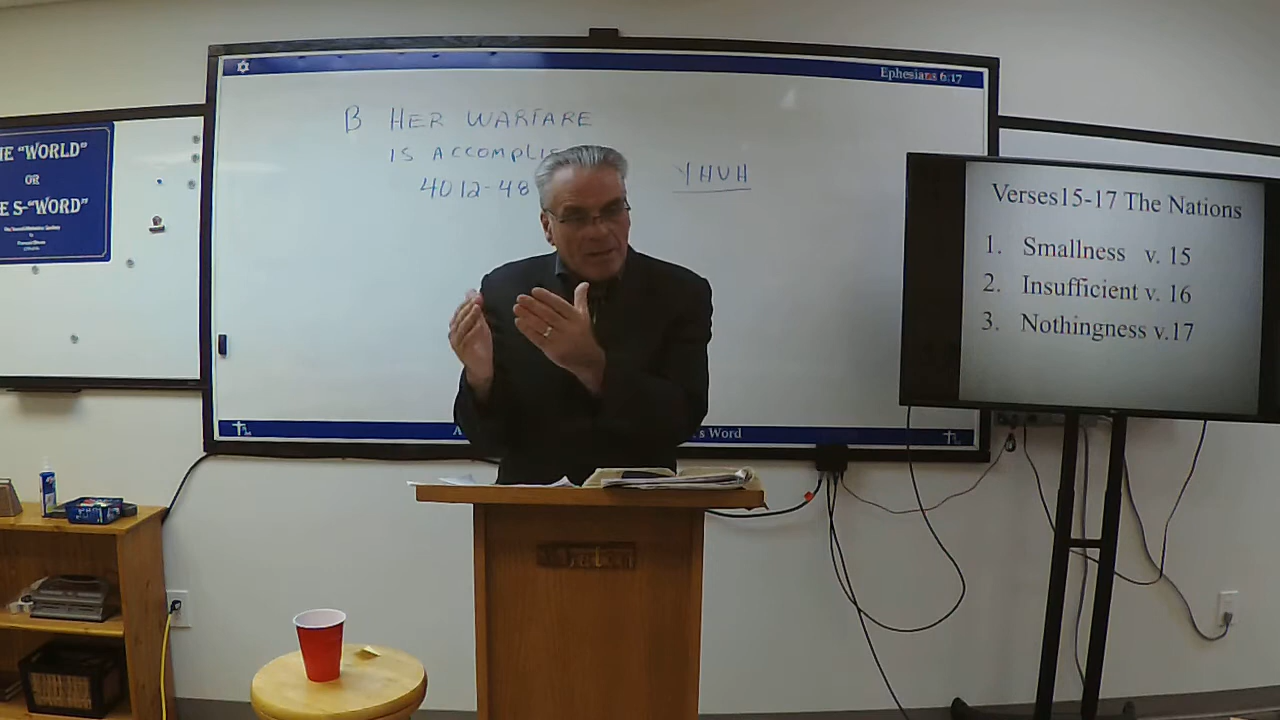 HE "WORLD"
OR
E S-"WORD"
Ephesians 6:17
B HER WARFARE
IS ACCOMPLIS
4012-48
YHVH
Verses15-17 The Nations
1. Smallness v. 15
2. Insufficient v. 16
3. Nothingness v.17
's Word